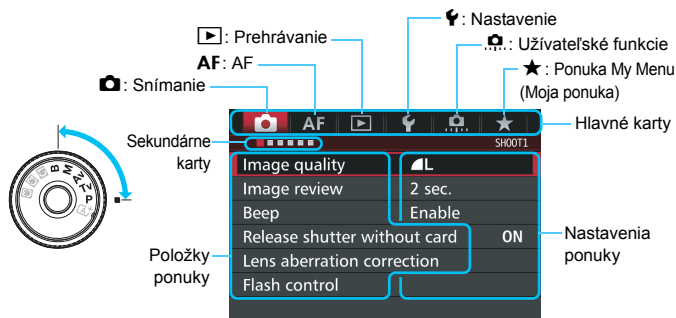 : Nastavenie
: Prehrávanie
: Užívateľské funkcie
AF: AF
: Ponuka My Menu
(Moja ponuka)
: Snímanie
Hlavné karty
AF
Sekundárne
karty
SHOOT1
Image quality L
Image review 2 sec.
Beep Enable
Release shutter without card ON
Lens aberration correction
Flash control
Položky
ponuky
Nastavenia
ponuky
B M Av Tv P A+